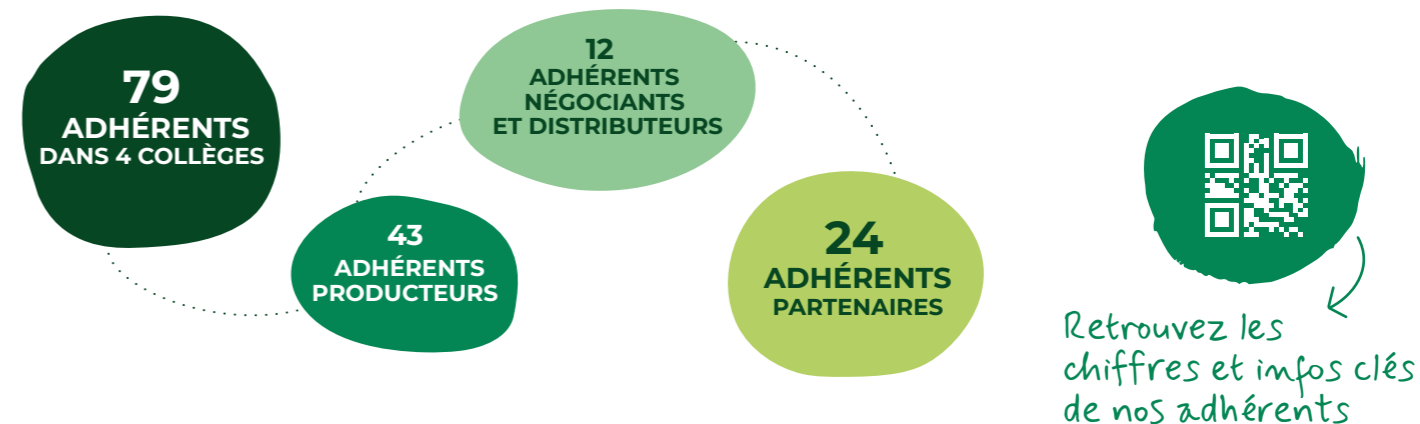 79
ADHÉRENTS
DANS 4 COLLÈGES
43
ADHÉRENTS
PRODUCTEURS
12
ADHÉRENTS
NÉGOCIANTS
ET DISTRIBUTEURS
24
ADHÉRENTS
PARTENAIRES
Retrouvez les
chiffres et infos clés
de nos adhérents